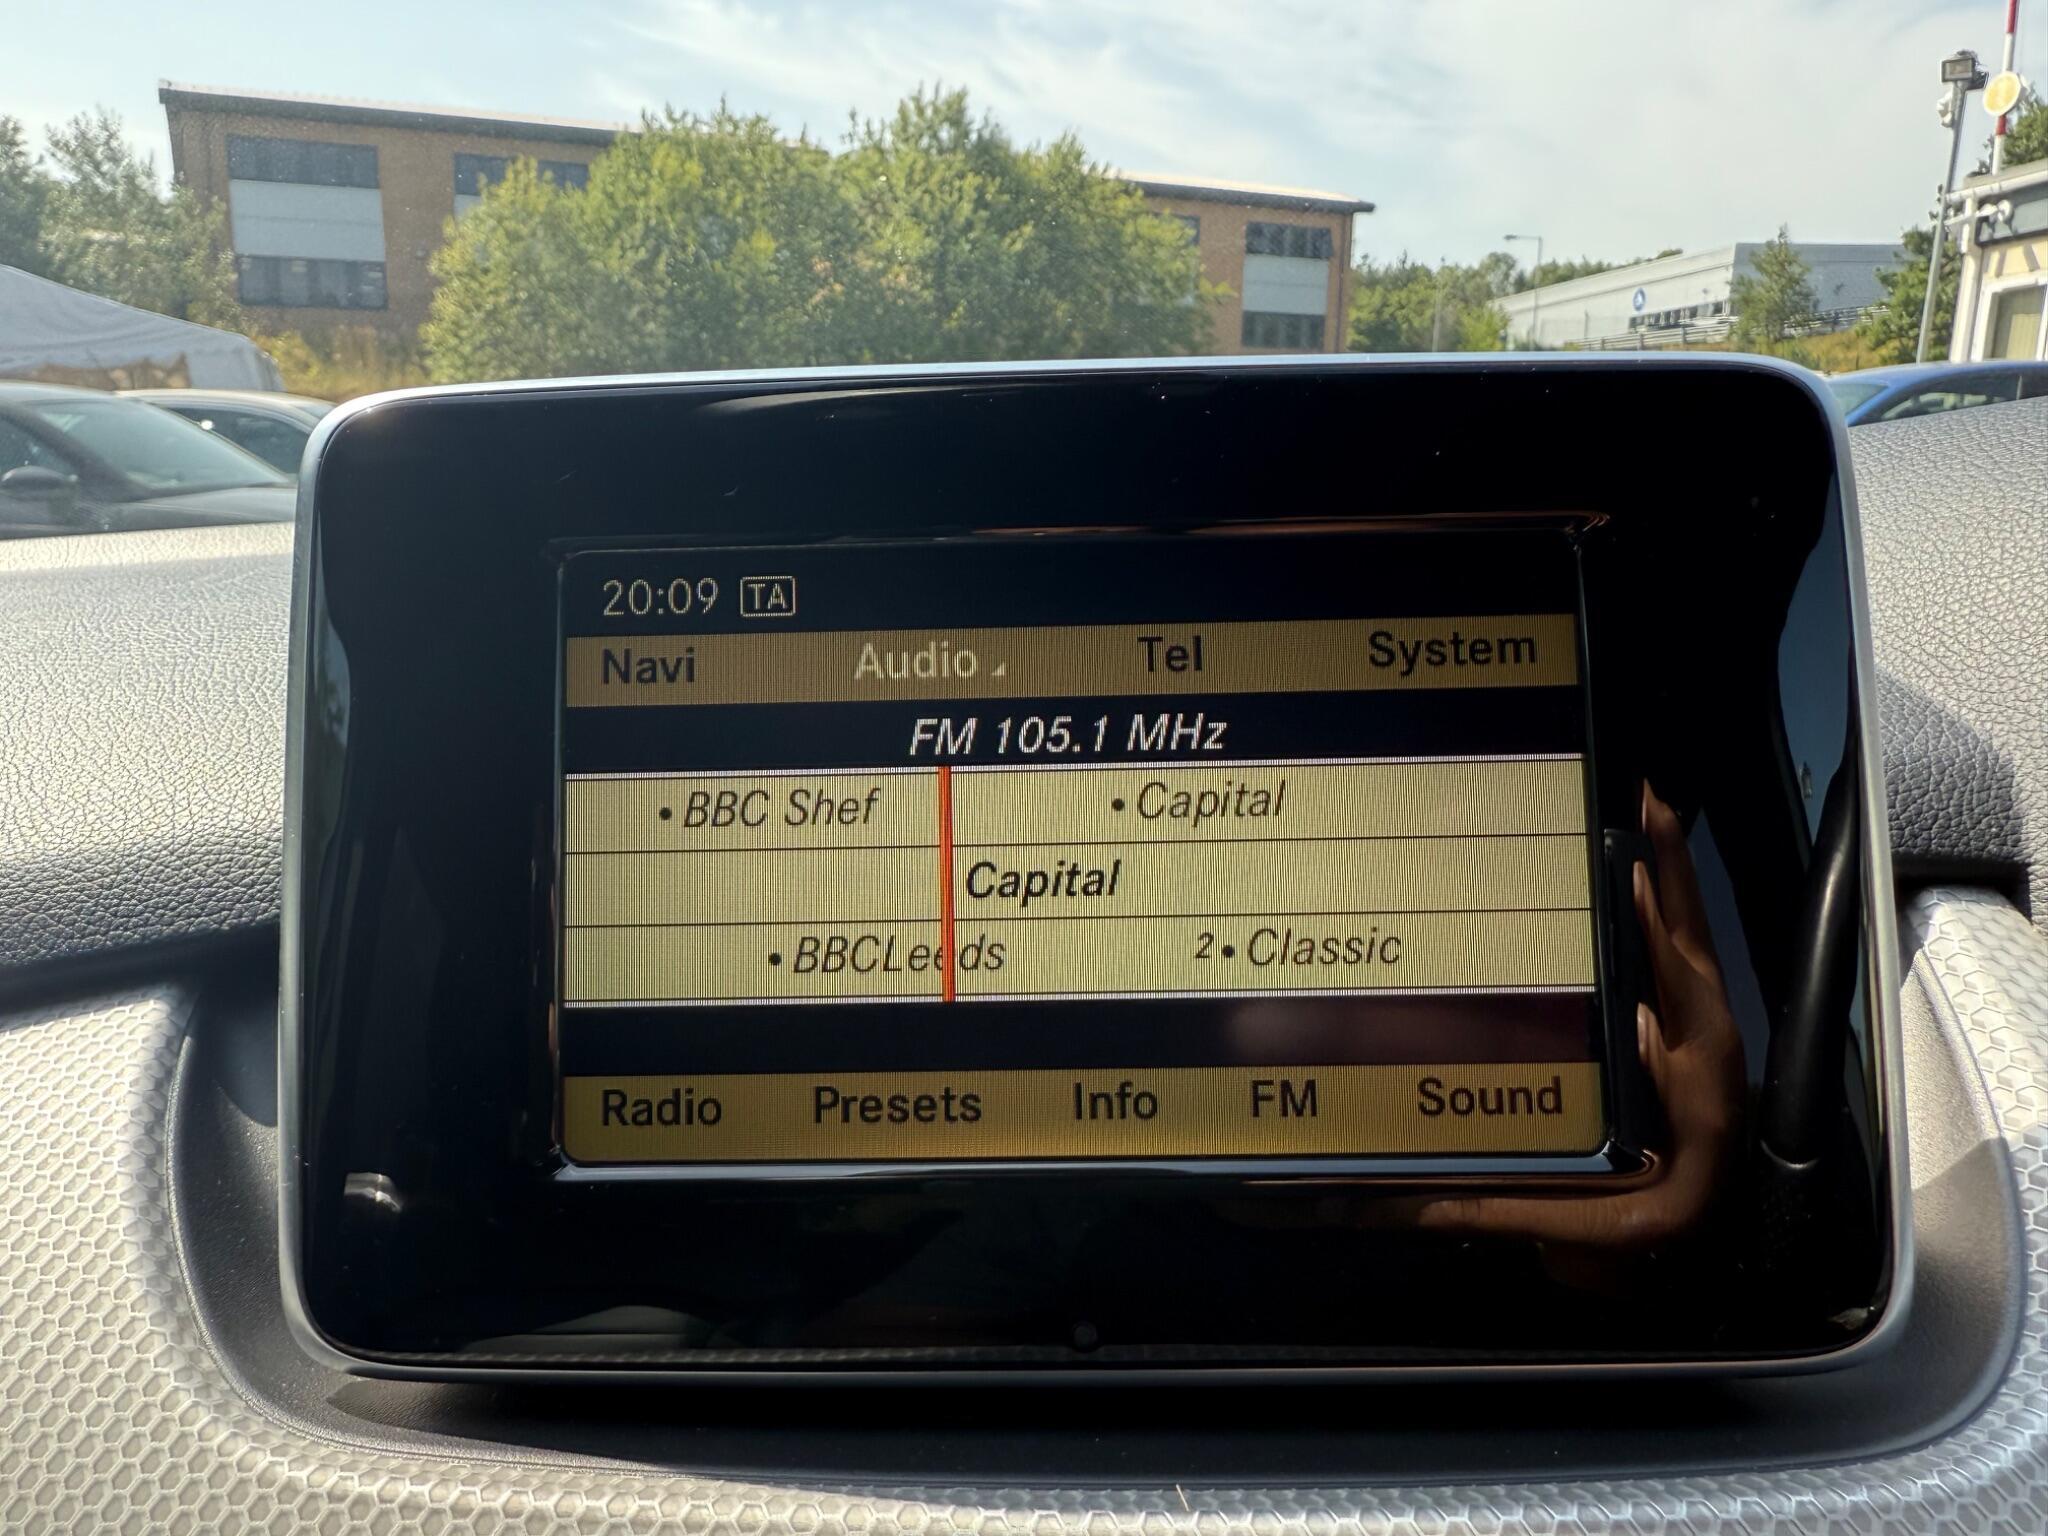 20:09 TA
Navi Audio Tel System
FM 105.1 MHz
•BBC Shef •Capital
Capital
•BBCLeeds 2•Classic
Radio Presets Info FM Sound